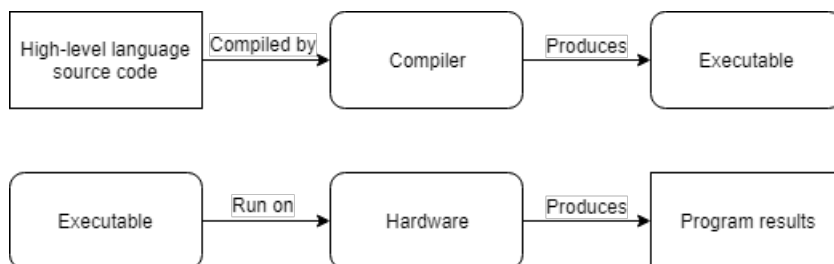 High-level language
source code
Compiled by
Compiler
Produces
Executable
Executable
Run on
Hardware
Produces
Program results